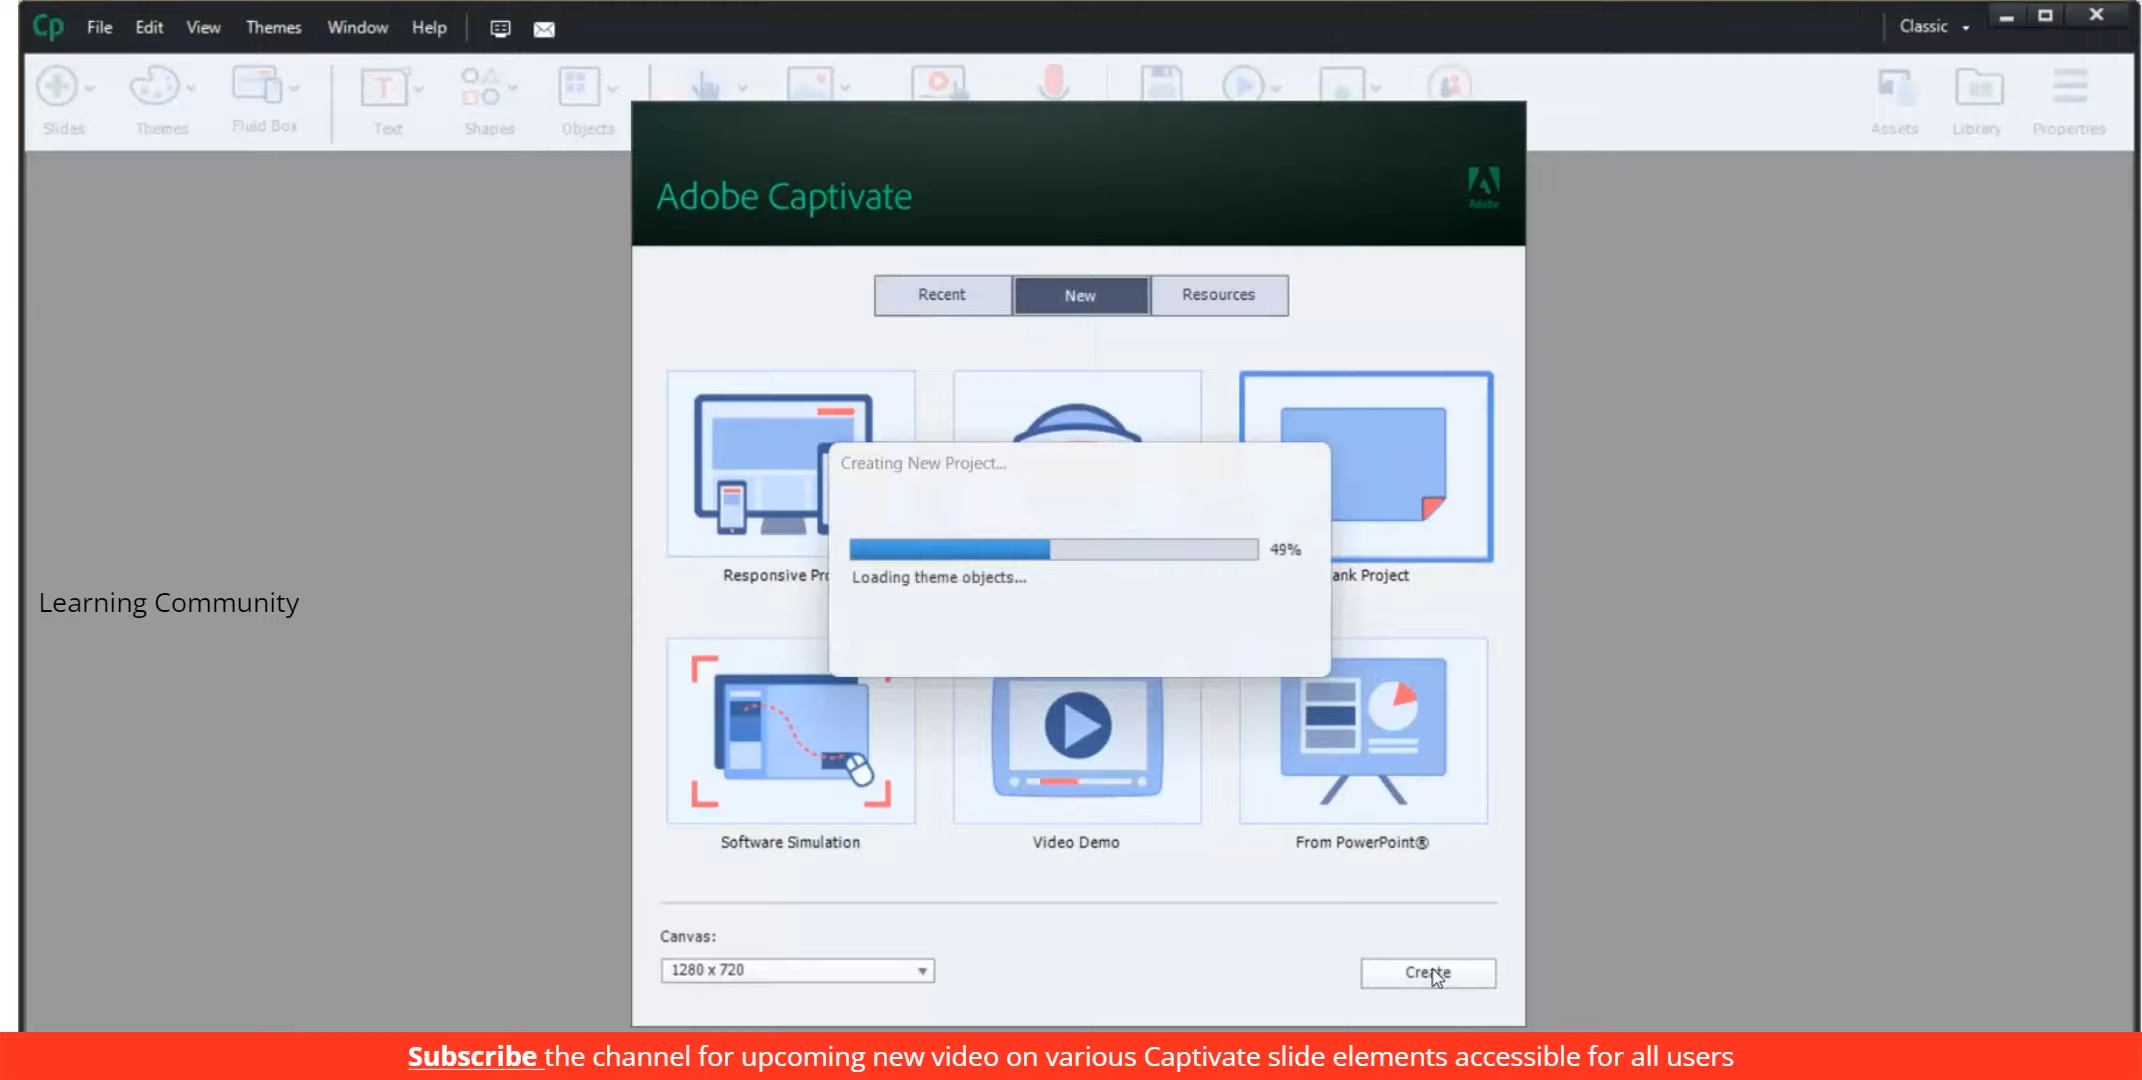 Cp File Edit View Themes Window Help Classic
Slides Themes Fluid Box Text Shapes Objects Assets Library Properties
Adobe Captivate
Adobe
Recent New Resources
Creating New Project...
49%
Loading theme objects...
Responsive Pro
ank Project
Learning Community
Software Simulation Video Demo From PowerPoint®
Canvas:
1280 x 720
Create
Subscribe the channel for upcoming new video on various Captivate slide elements accessible for all users